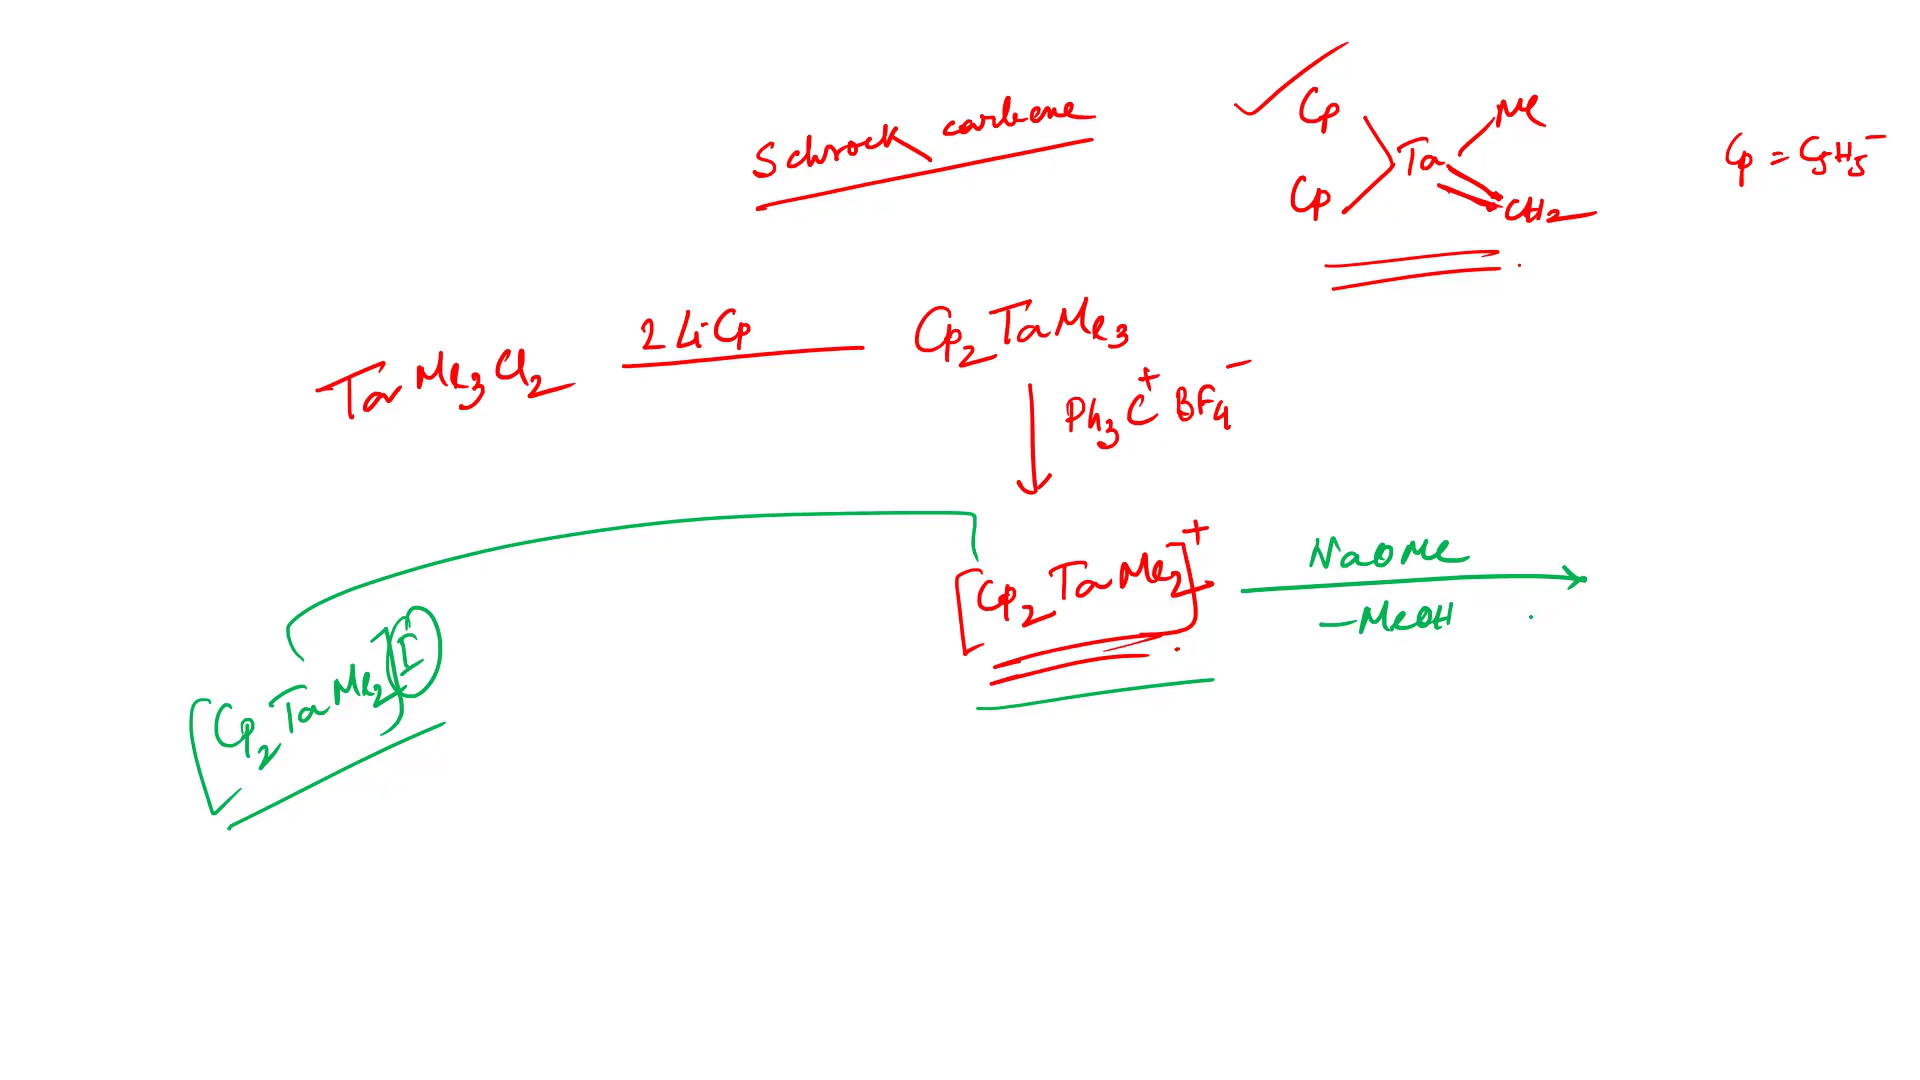 Schrock carbene
Cp Me
Ta
Cp CH2
Cp = C5H5⁻
TaMe3Cl2 2 LiCp Cp2TaMe3
Ph3C⁺ BF4⁻
[Cp2TaMe2]⁺ NaOMe
-MeOH
[Cp2TaMe2]I